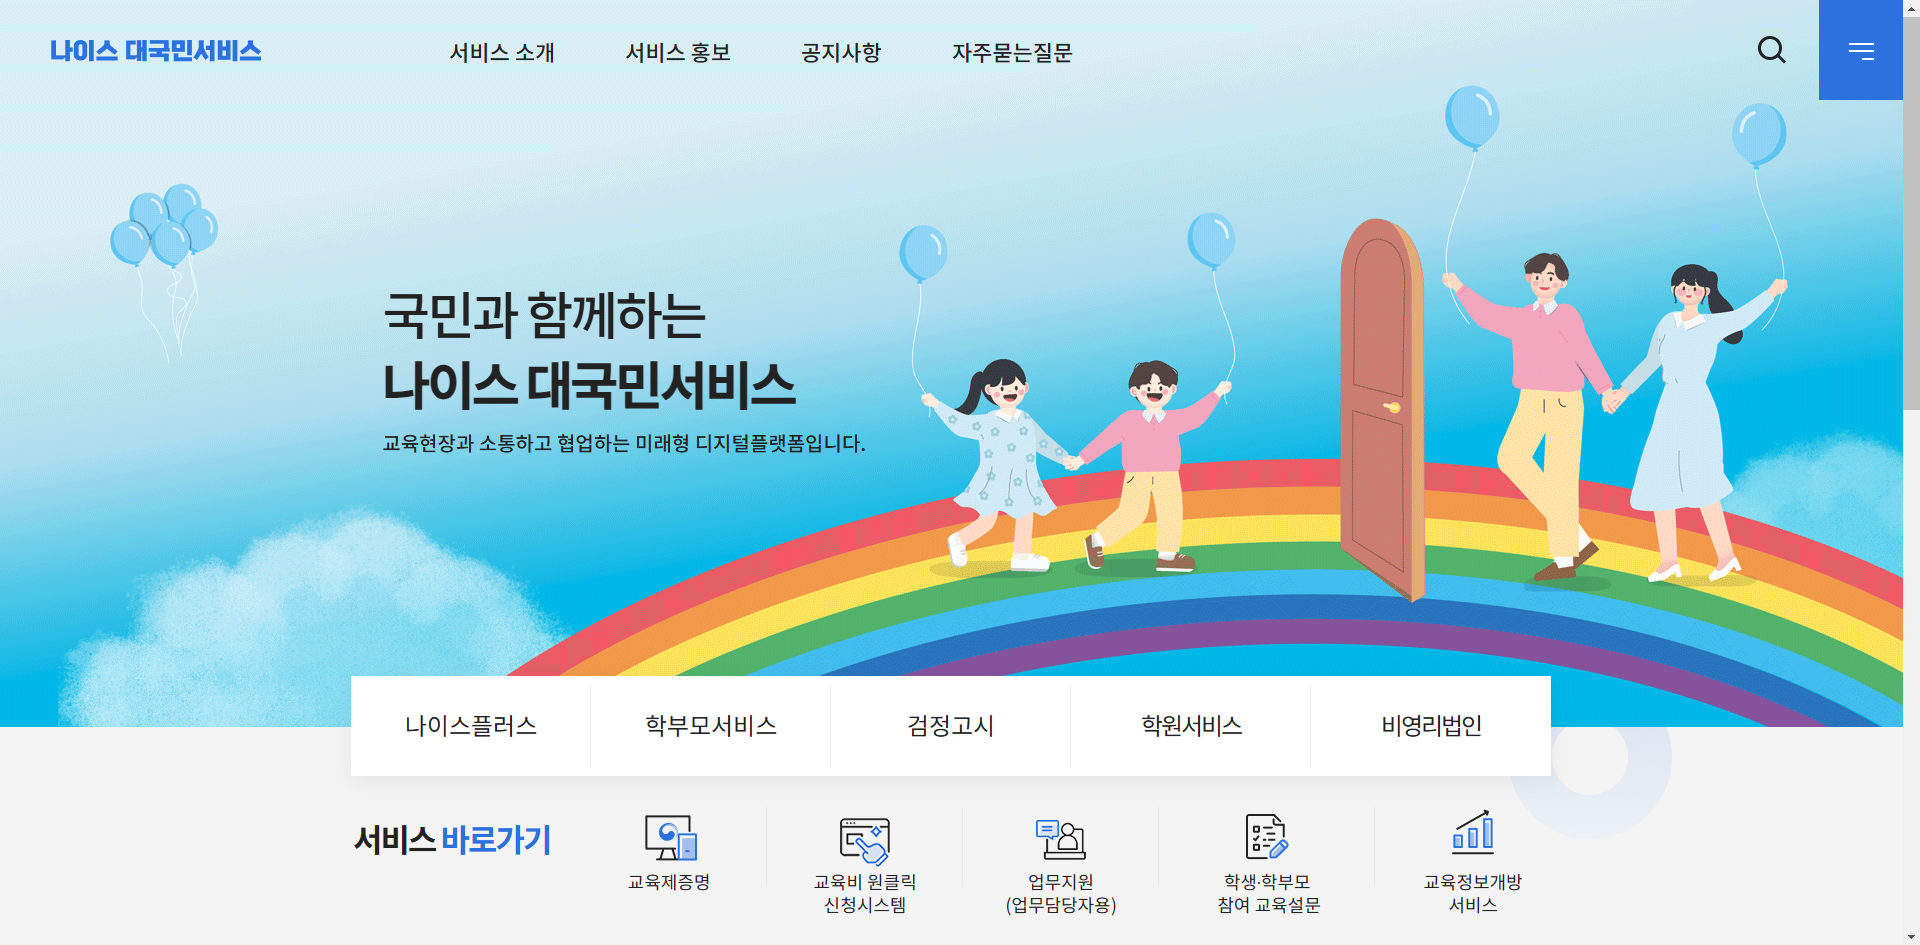 나이스 대국민서비스
서비스 소개
서비스 홍보
공지사항
자주묻는질문
국민과 함께하는
나이스 대국민서비스
교육현장과 소통하고 협업하는 미래형 디지털플랫폼입니다.
나이스플러스
학부모서비스
검정고시
학원서비스
비영리법인
서비스 바로가기
교육제증명
교육비 원클릭
신청시스템
업무지원
(업무담당자용)
학생·학부모
참여 교육설문
교육정보개방
서비스